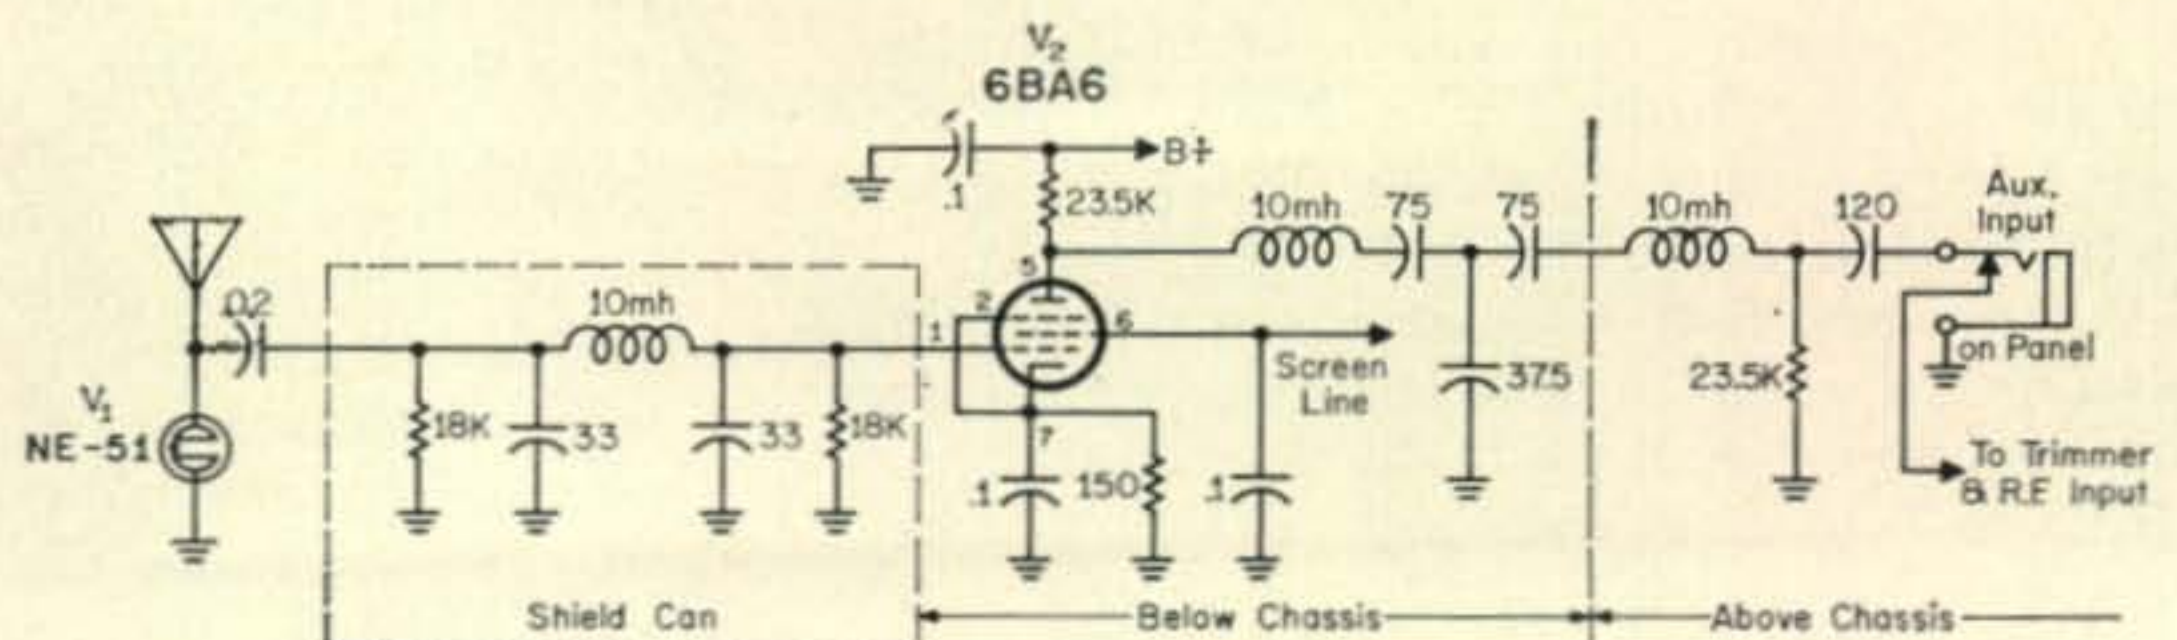 V2
6BA6
B+
.1
23.5K
10mh
75
75
10mh
120
Aux.
Input
.02
10mh
5
2
1
6
Screen
Line
37.5
23.5K
on Panel
V1
NE-51
18K
33
33
18K
7
.1
150
.1
To Trimmer
& R.F Input
Shield Can
Below Chassis
Above Chassis